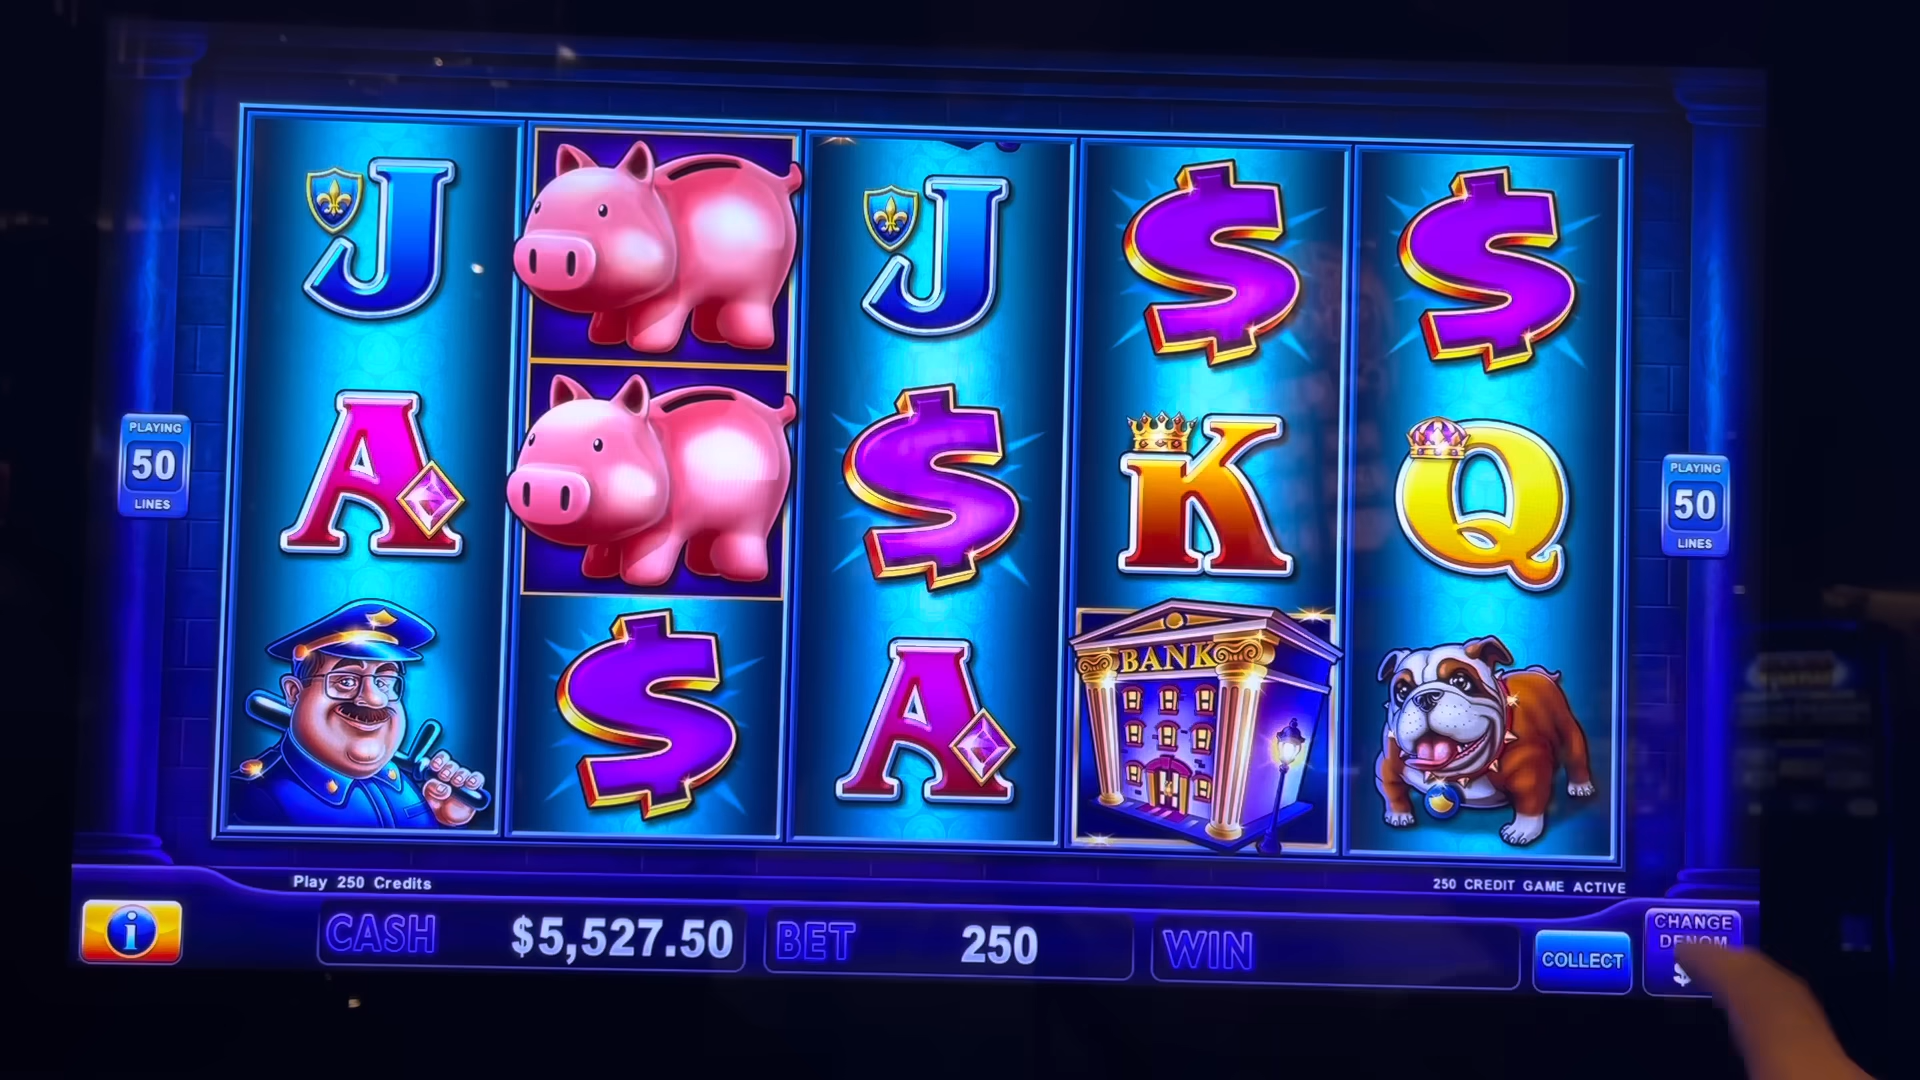 J
J
$
$
PLAYING
50
LINES
A
$
K
Q
PLAYING
50
LINES
$
A
BANK
Play 250 Credits
250 CREDIT GAME ACTIVE
i
CASH $5,527.50
BET 250
WIN
COLLECT
CHANGE
DENOM
$